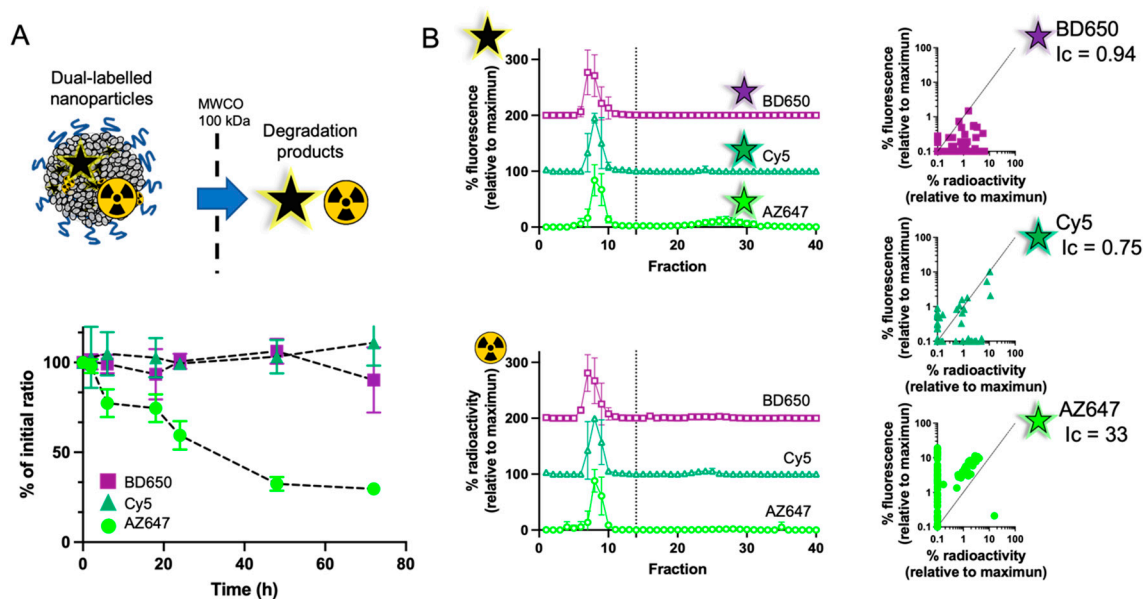 A
Dual-labelled
nanoparticles
MWCO
100 kDa
Degradation
products
% of initial ratio
100
50
0
BD650
Cy5
AZ647
0
20
40
60
80
Time (h)
B
% fluorescence
(relative to maximun)
300
200
100
0
BD650
Cy5
AZ647
0
10
20
30
40
Fraction
% radioactivity
(relative to maximun)
300
200
100
0
BD650
Cy5
AZ647
0
10
20
30
40
Fraction
BD650
Ic = 0.94
% fluorescence
(relative to maximun)
100
10
1
0.1
0.1
1
10
100
% radioactivity
(relative to maximun)
Cy5
Ic = 0.75
% fluorescence
(relative to maximun)
100
10
1
0.1
0.1
1
10
100
% radioactivity
(relative to maximun)
AZ647
Ic = 33
% fluorescence
(relative to maximun)
100
10
1
0.1
0.1
1
10
100
% radioactivity
(relative to maximun)